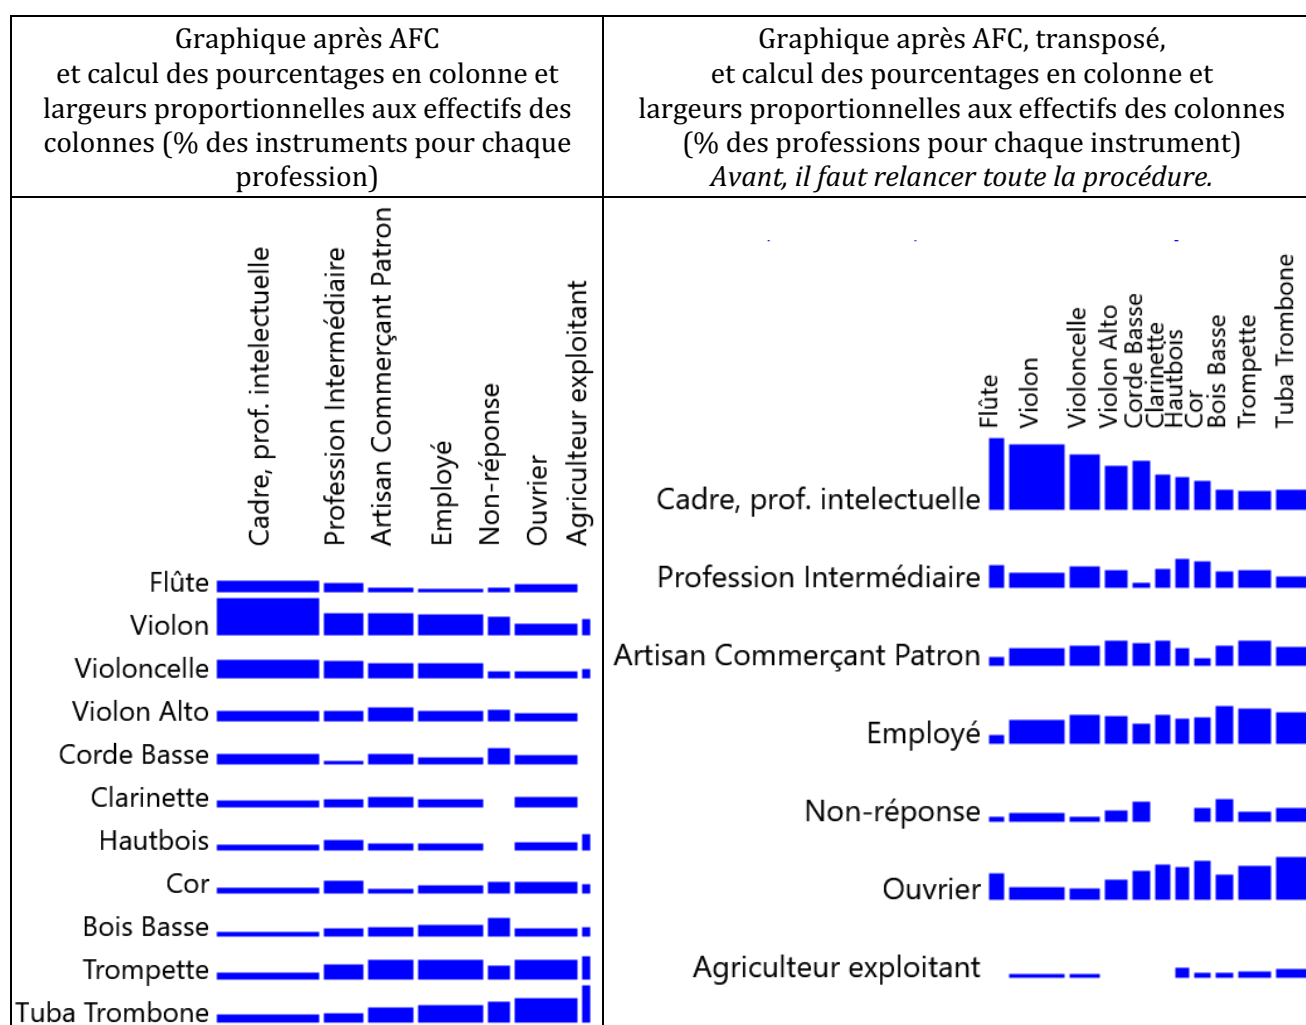 Graphique après AFC
et calcul des pourcentages en colonne et
largeurs proportionnelles aux effectifs des
colonnes (% des instruments pour chaque
profession)
Graphique après AFC, transposé,
et calcul des pourcentages en colonne et
largeurs proportionnelles aux effectifs des colonnes
(% des professions pour chaque instrument)
Avant, il faut relancer toute la procédure.
Cadre, prof. intelectuelle
Profession Intermédiaire
Artisan Commerçant Patron
Employé
Non-réponse
Ouvrier
Agriculteur exploitant
Flûte
Violon
Violoncelle
Violon Alto
Corde Basse
Clarinette
Hautbois
Cor
Bois Basse
Trompette
Tuba Trombone
Flûte
Violon
Violoncelle
Violon Alto
Corde Basse
Clarinette
Hautbois
Cor
Bois Basse
Trompette
Tuba Trombone
Cadre, prof. intelectuelle
Profession Intermédiaire
Artisan Commerçant Patron
Employé
Non-réponse
Ouvrier
Agriculteur exploitant